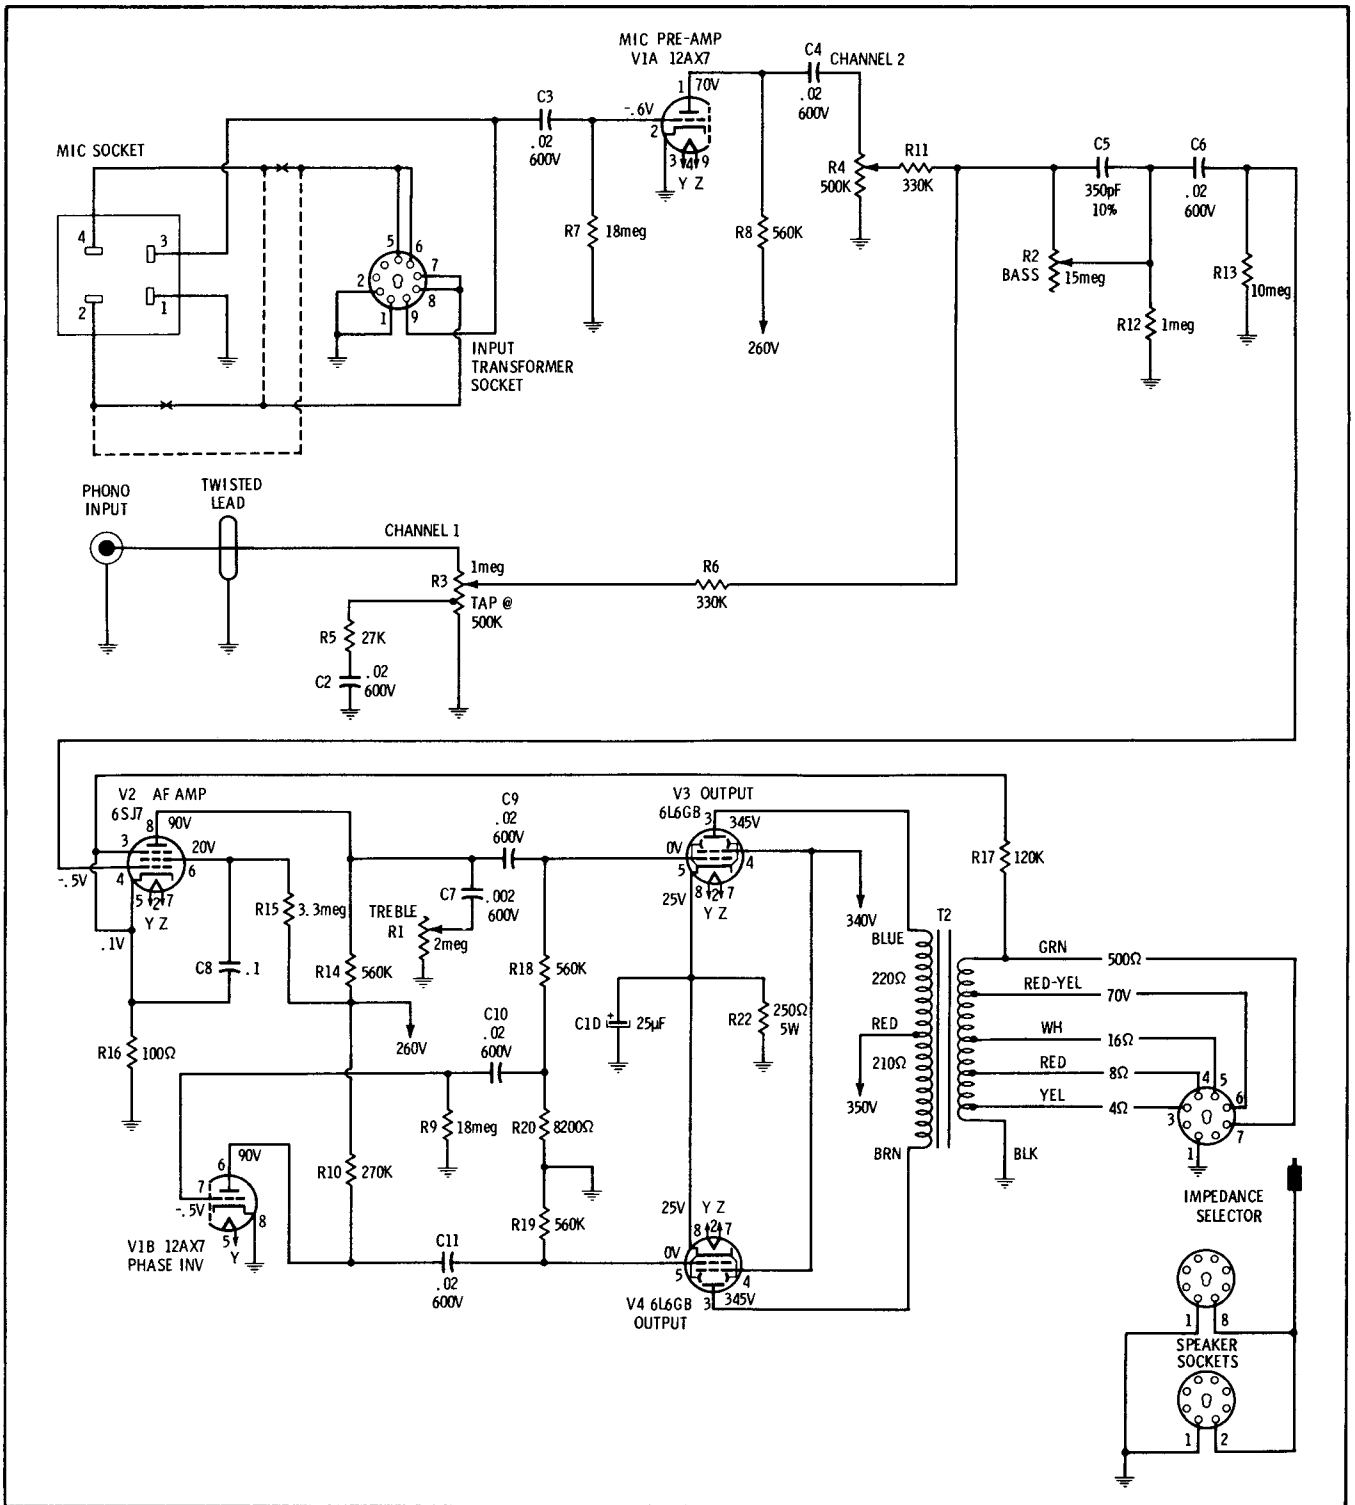 MIC PRE-AMP
V1A 12AX7
1 70V
C4
.02
600V
CHANNEL 2
C3
.02
600V
-.6V
2
3 4 9
Y Z
MIC SOCKET
4
3
2
1
5
6
7
2
8
1
9
INPUT
TRANSFORMER
SOCKET
R7
18meg
R8
560K
260V
R4
500K
R11
330K
C5
350pF
10%
C6
.02
600V
R2
BASS
15meg
R12
1meg
R13
10meg
PHONO
INPUT
TWISTED
LEAD
CHANNEL 1
1meg
R3
TAP @
500K
R5
27K
C2
.02
600V
R6
330K
V2 AF AMP
6SJ7
8
90V
3
20V
6
-.5V
4
5 2 7
Y Z
.1V
R15
3.3meg
C8
.1
R16
100Ω
R14
560K
260V
TREBLE
R1
2meg
C7
.002
600V
C9
.02
600V
R18
560K
C10
.02
600V
R9
18meg
R20
8200Ω
R10
270K
R19
560K
C11
.02
600V
6
90V
7
-.5V
8
5
Y
V1B 12AX7
PHASE INV
V3 OUTPUT
6L6GB
3
345V
0V
5
4
25V
8 2 7
Y Z
340V
C1D
+
25µF
R22
250Ω
5W
25V
Y Z
8 2 7
0V
5
4
3
345V
V4 6L6GB
OUTPUT
R17
120K
T2
BLUE
220Ω
RED
210Ω
350V
BRN
GRN
500Ω
RED-YEL
70V
WH
16Ω
RED
8Ω
YEL
4Ω
BLK
4
5
3
6
7
1
IMPEDANCE
SELECTOR
1
8
SPEAKER
SOCKETS
1
2